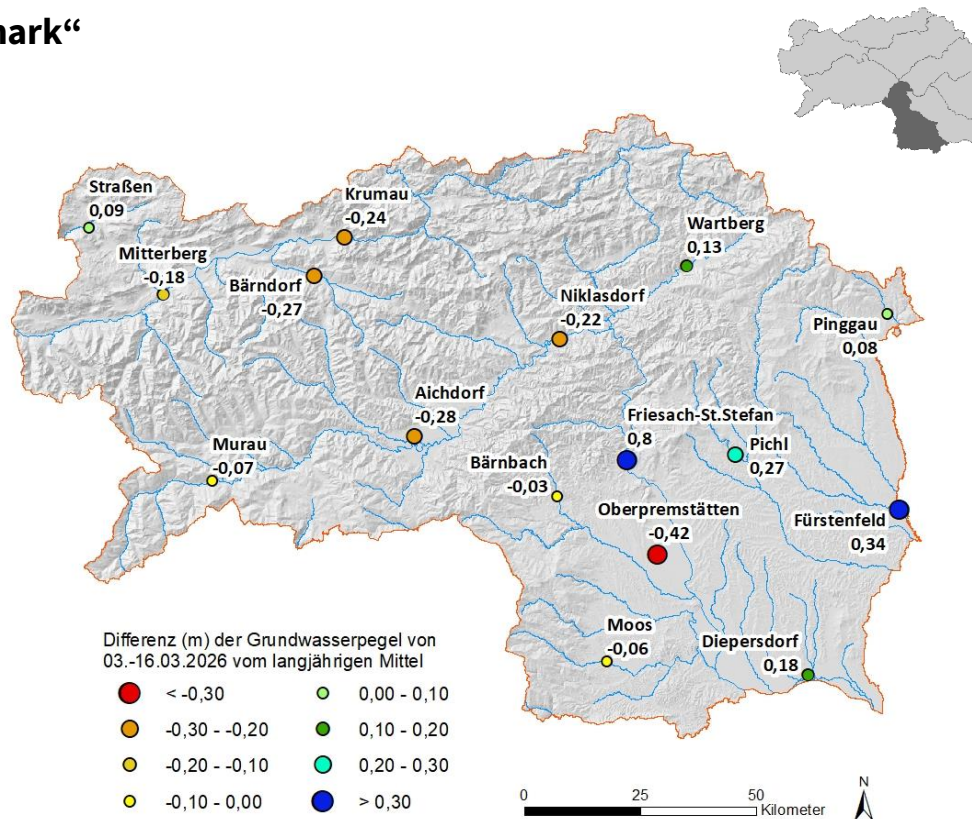 nark“
Straßen
0,09
Krumau
-0,24
Wartberg
0,13
Mitterberg
-0,18
Bärndorf
-0,27
Niklasdorf
-0,22
Pinggau
0,08
Aichdorf
-0,28
Friesach-St.Stefan
0,8
Pichl
0,27
Murau
-0,07
Bärnbach
-0,03
Oberpremstätten
-0,42
Fürstenfeld
0,34
Moos
-0,06
Diepersdorf
0,18
Differenz (m) der Grundwasserpegel von
03.-16.03.2026 vom langjährigen Mittel
< -0,30
-0,30 - -0,20
-0,20 - -0,10
-0,10 - 0,00
0,00 - 0,10
0,10 - 0,20
0,20 - 0,30
> 0,30
0 25 50
Kilometer
N